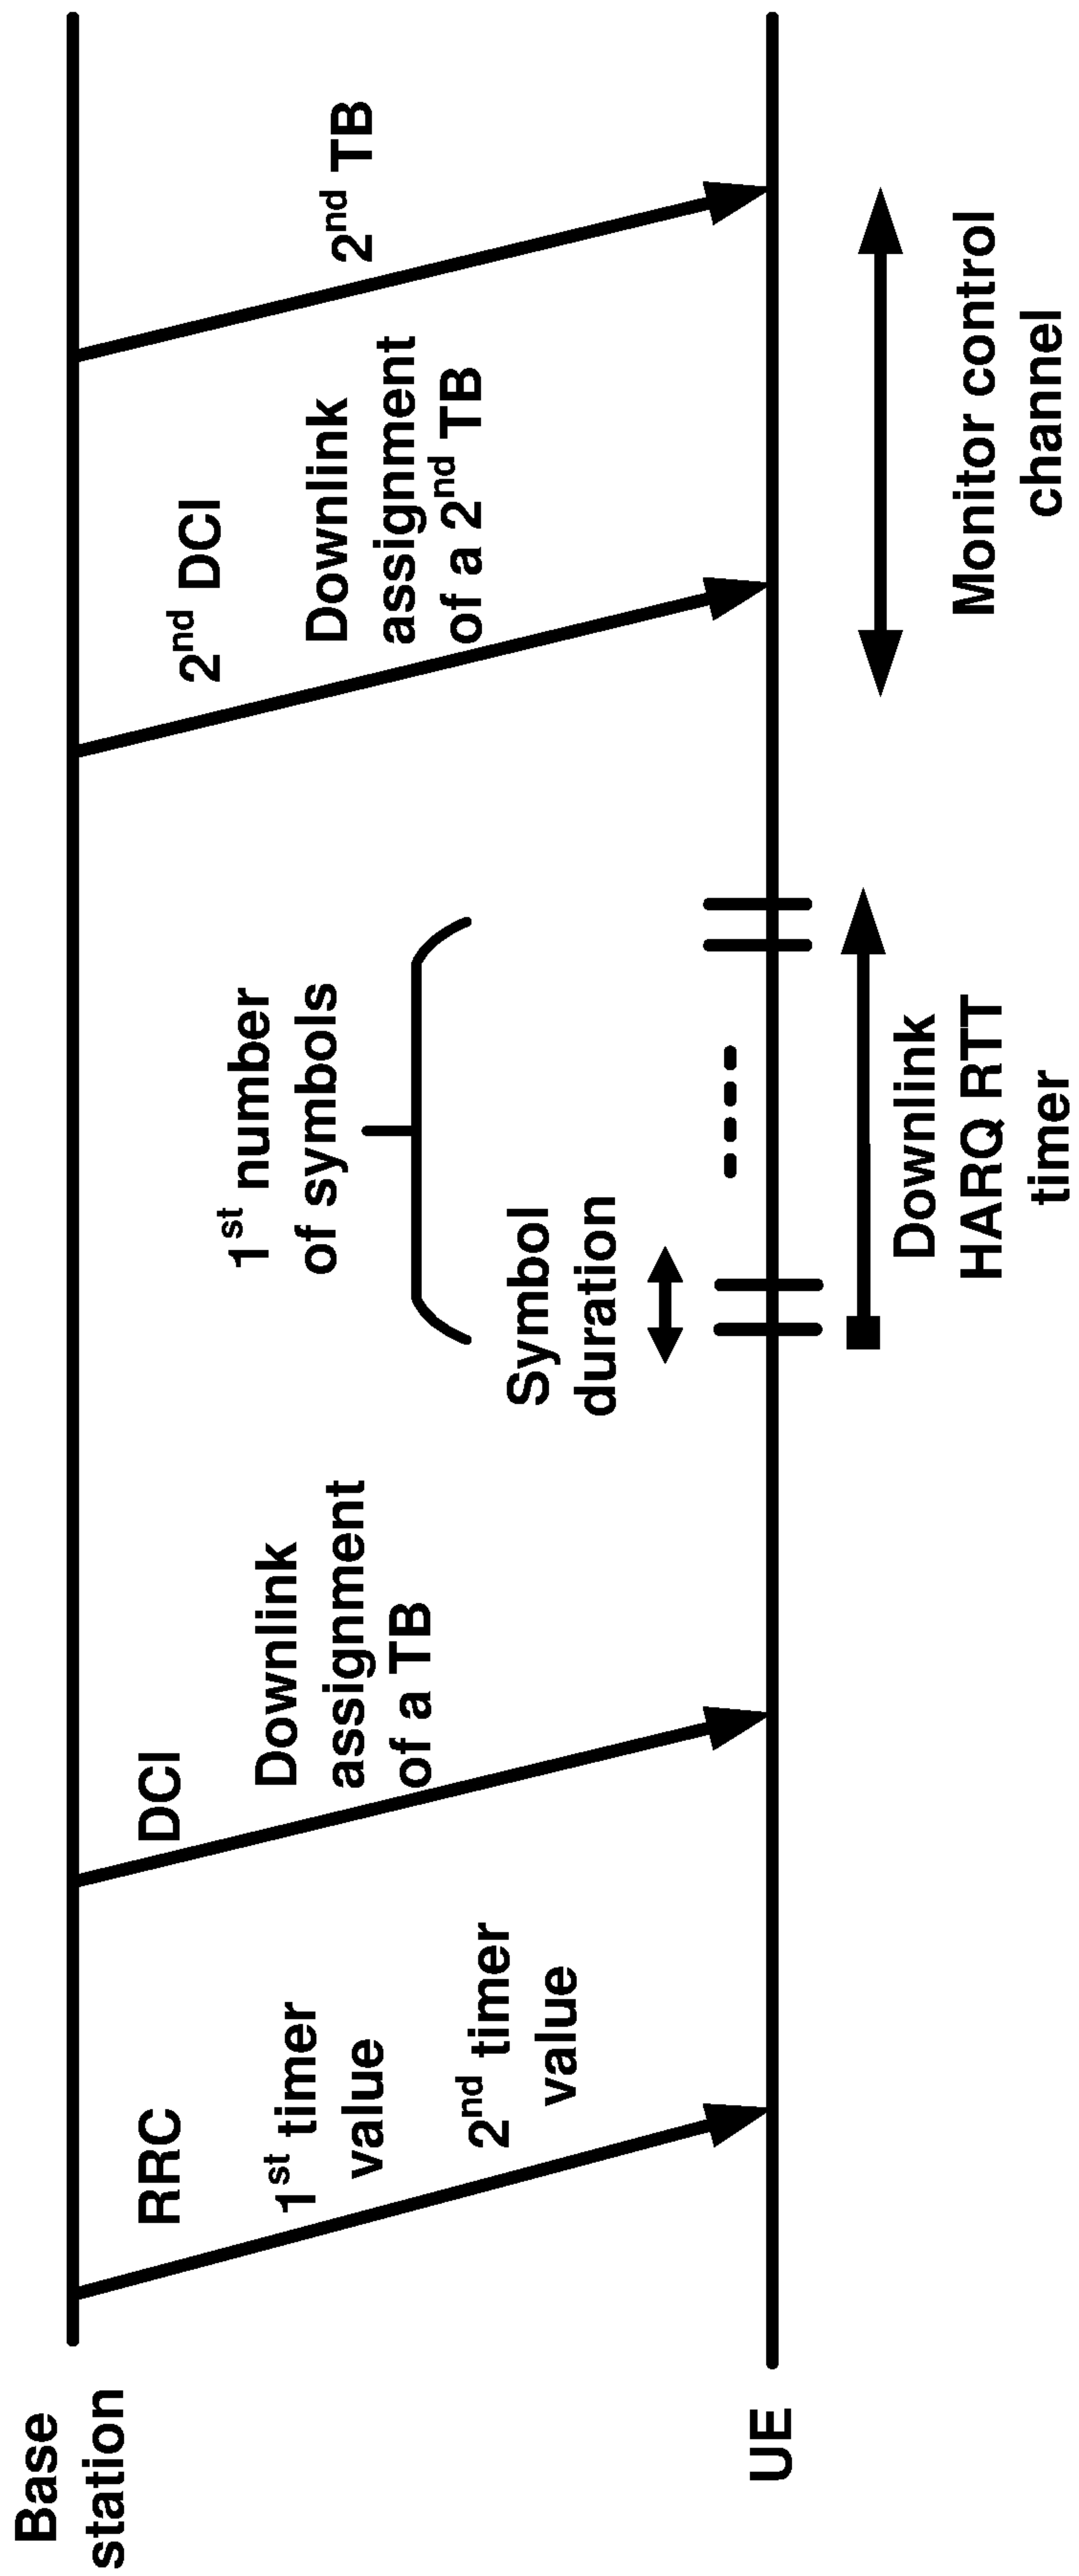 Base
station
RRC
1st timer
value
2nd timer
value
DCI
Downlink
assignment
of a TB
1st number
of symbols
Symbol
duration
2nd DCI
Downlink
assignment
of a 2nd TB
2nd TB
UE
Downlink
HARQ RTT
timer
Monitor control
channel